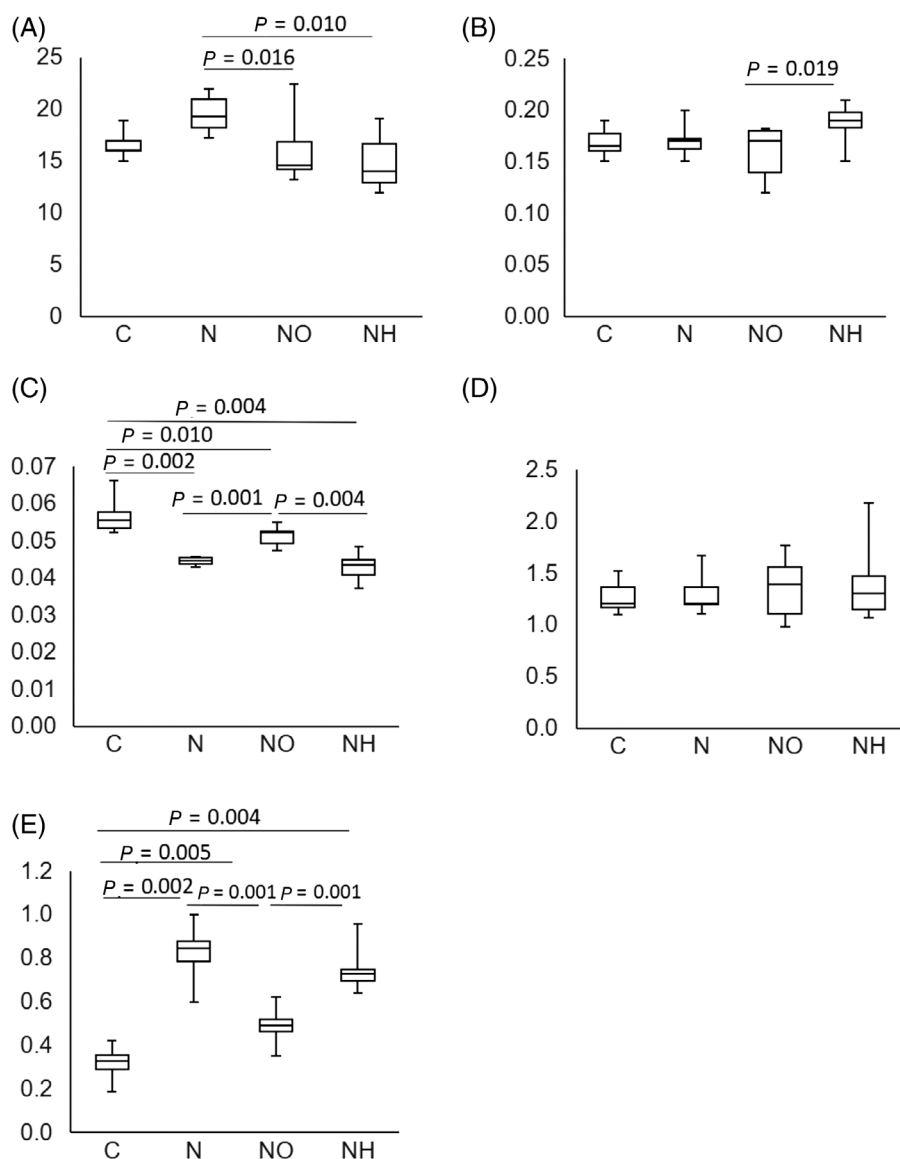 (A)
P = 0.010
P = 0.016
25
20
15
10
5
0
C N NO NH
(B)
P = 0.019
0.25
0.20
0.15
0.10
0.05
0.00
C N NO NH
(C)
P = 0.004
P = 0.010
P = 0.002
P = 0.001 P = 0.004
0.07
0.06
0.05
0.04
0.03
0.02
0.01
0.00
C N NO NH
(D)
2.5
2.0
1.5
1.0
0.5
0.0
C N NO NH
(E)
P = 0.004
P = 0.005
P = 0.002 P = 0.001 P = 0.001
1.2
1.0
0.8
0.6
0.4
0.2
0.0
C N NO NH